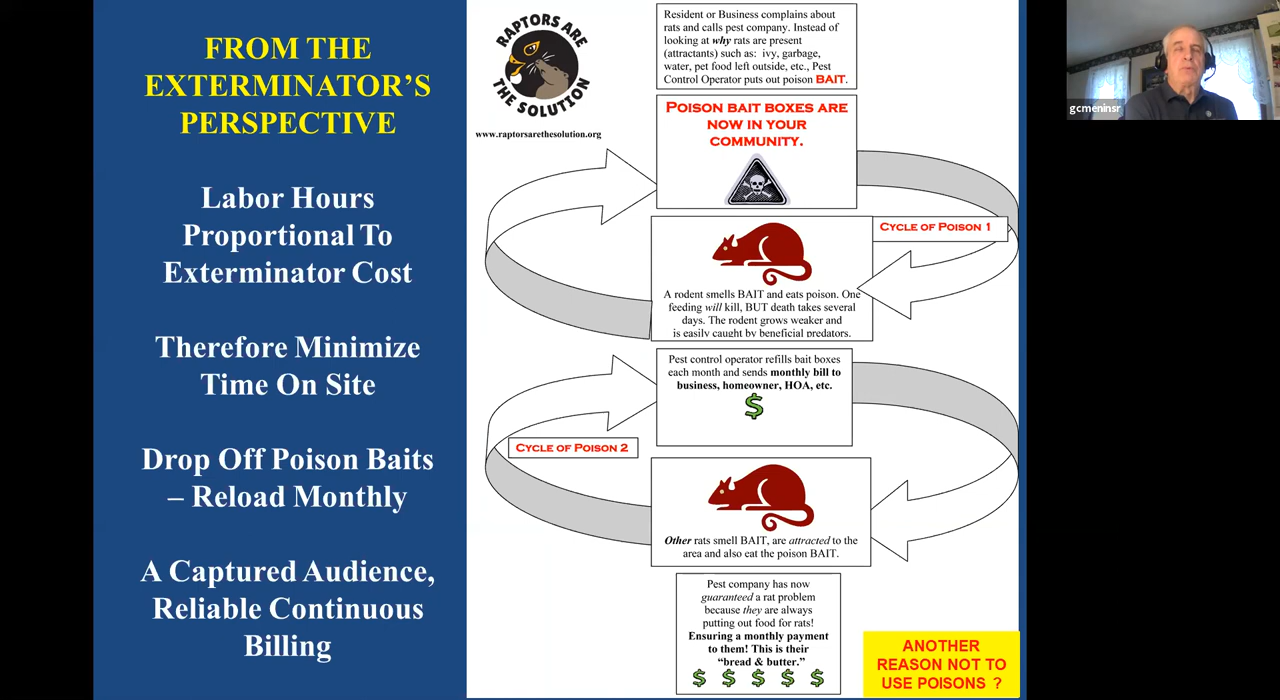 FROM THE
EXTERMINATOR’S
PERSPECTIVE
Labor Hours
Proportional To
Exterminator Cost
Therefore Minimize
Time On Site
Drop Off Poison Baits
– Reload Monthly
A Captured Audience,
Reliable Continuous
Billing
RAPTORS ARE
THE SOLUTION
www.raptorsarethesolution.org
Resident or Business complains about
rats and calls pest company. Instead of
looking at why rats are present
(attractants) such as: ivy, garbage,
water, pet food left outside, etc., Pest
Control Operator puts out poison BAIT.
POISON BAIT BOXES ARE
NOW IN YOUR
COMMUNITY.
CYCLE OF POISON 1
A rodent smells BAIT and eats poison. One
feeding will kill, BUT death takes several
days. The rodent grows weaker and
is easily caught by beneficial predators.
Pest control operator refills bait boxes
each month and sends monthly bill to
business, homeowner, HOA, etc.
$
CYCLE OF POISON 2
Other rats smell BAIT, are attracted to the
area and also eat the poison BAIT.
Pest company has now
guaranteed a rat problem
because they are always
putting out food for rats!
Ensuring a monthly payment
to them! This is their
“bread & butter.”
$ $ $ $ $
ANOTHER
REASON NOT TO
USE POISONS ?
gcmeninsr